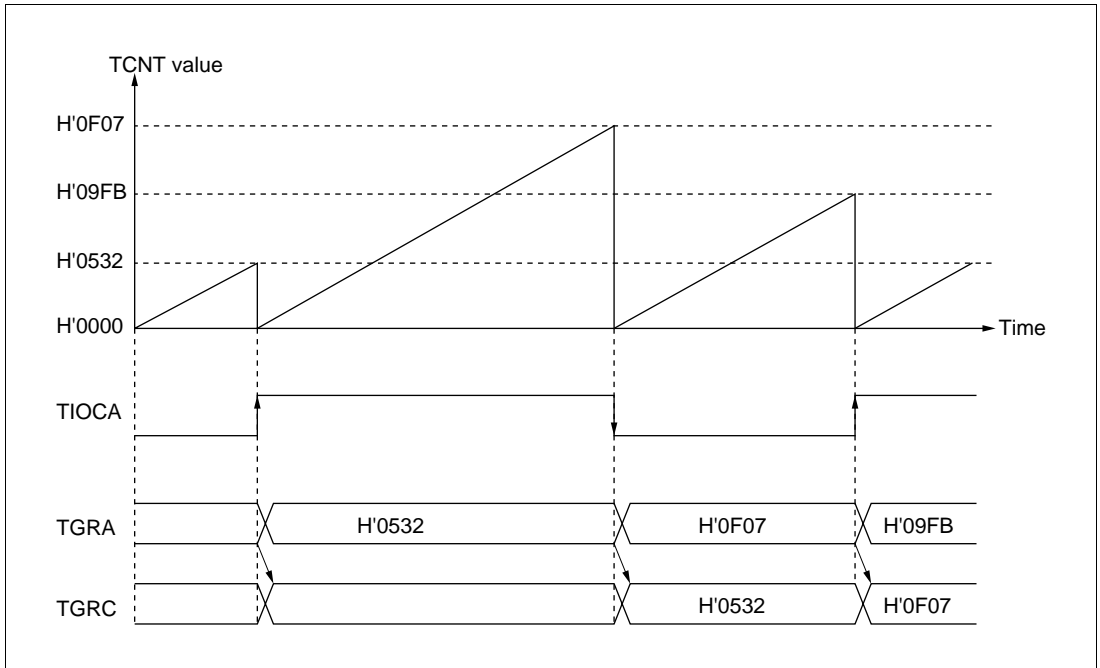 TCNT value
H'0F07
H'09FB
H'0532
H'0000
Time
TIOCA
TGRA
H'0532
H'0F07
H'09FB
TGRC
H'0532
H'0F07